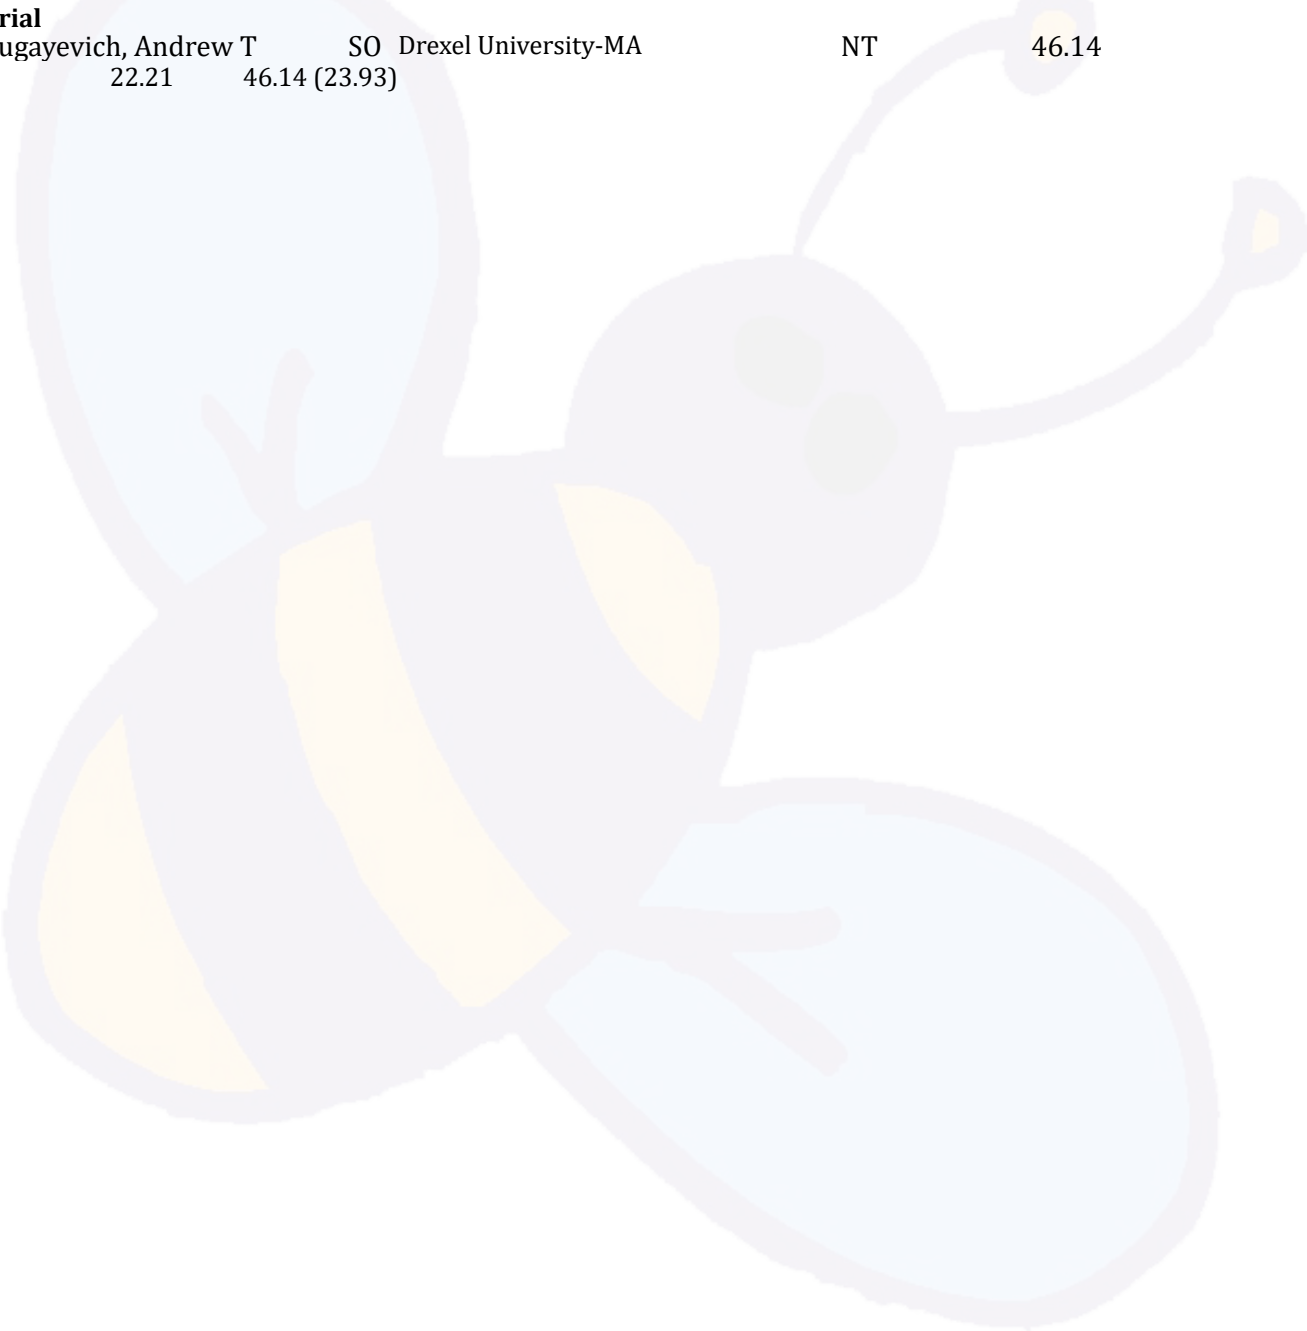 rial
ugayevich, Andrew T SO Drexel University-MA NT 46.14
22.21 46.14 (23.93)